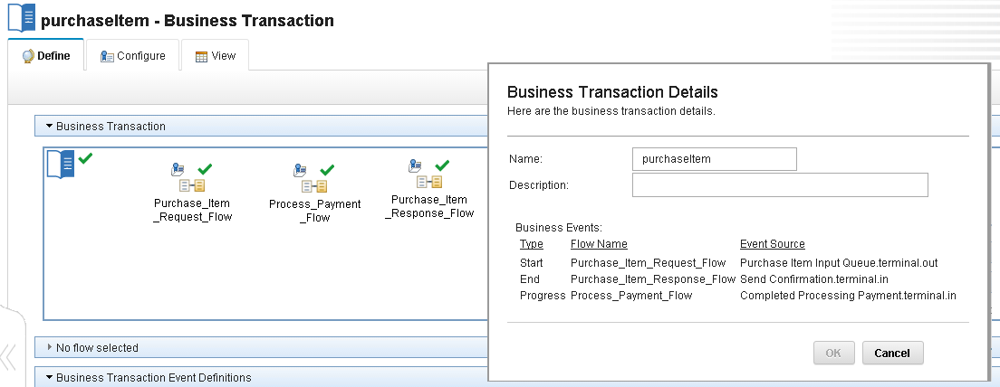 purchaseItem - Business Transaction
Define
Configure
View
Business Transaction
Purchase_Item
_Request_Flow
Process_Payment
_Flow
Purchase_Item
_Response_Flow
No flow selected
Business Transaction Event Definitions
Business Transaction Details
Here are the business transaction details.
Name: purchaseItem
Description:
Business Events:
Type Flow Name Event Source
Start Purchase_Item_Request_Flow Purchase Item Input Queue.terminal.out
End Purchase_Item_Response_Flow Send Confirmation.terminal.in
Progress Process_Payment_Flow Completed Processing Payment.terminal.in
OK Cancel